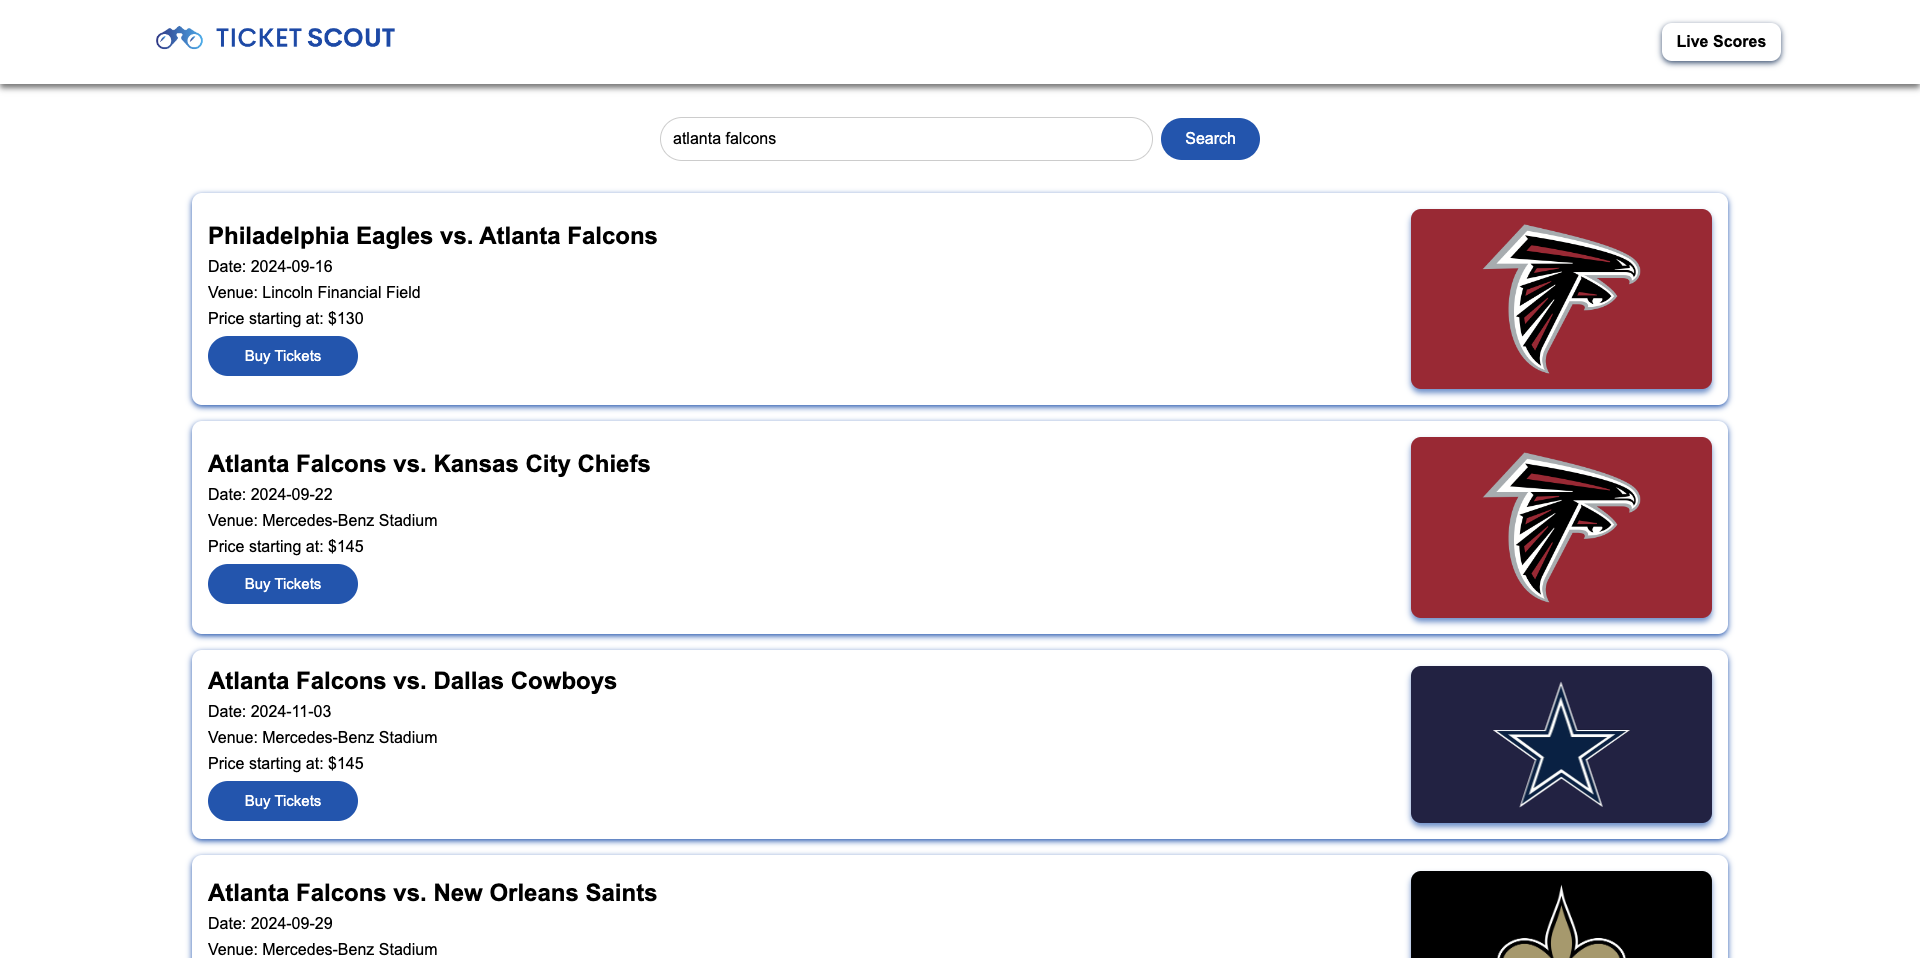 TICKET SCOUT
Live Scores
atlanta falcons
Search
Philadelphia Eagles vs. Atlanta Falcons
Date: 2024-09-16
Venue: Lincoln Financial Field
Price starting at: $130
Buy Tickets
Atlanta Falcons vs. Kansas City Chiefs
Date: 2024-09-22
Venue: Mercedes-Benz Stadium
Price starting at: $145
Buy Tickets
Atlanta Falcons vs. Dallas Cowboys
Date: 2024-11-03
Venue: Mercedes-Benz Stadium
Price starting at: $145
Buy Tickets
Atlanta Falcons vs. New Orleans Saints
Date: 2024-09-29
Venue: Mercedes-Benz Stadium